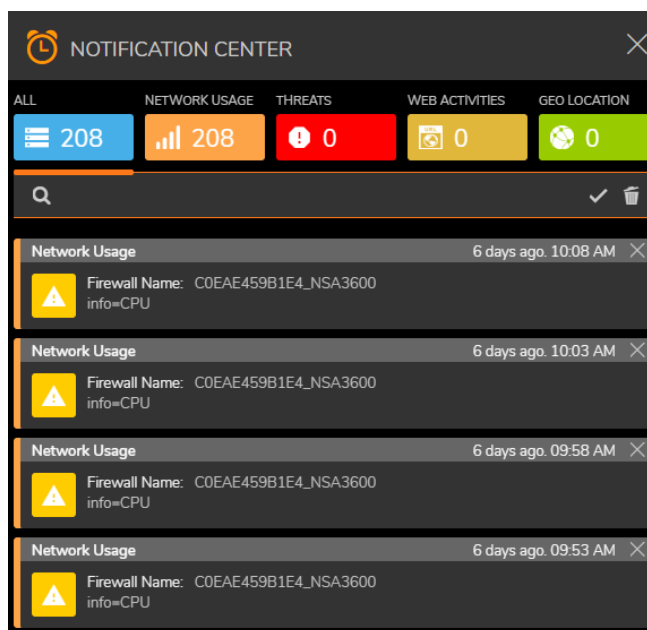 NOTIFICATION CENTER
ALL NETWORK USAGE THREATS WEB ACTIVITIES GEO LOCATION
208 208 0 URL 0 0
Network Usage 6 days ago. 10:08 AM
Firewall Name: C0EAE459B1E4_NSA3600
info=CPU
Network Usage 6 days ago. 10:03 AM
Firewall Name: C0EAE459B1E4_NSA3600
info=CPU
Network Usage 6 days ago. 09:58 AM
Firewall Name: C0EAE459B1E4_NSA3600
info=CPU
Network Usage 6 days ago. 09:53 AM
Firewall Name: C0EAE459B1E4_NSA3600
info=CPU